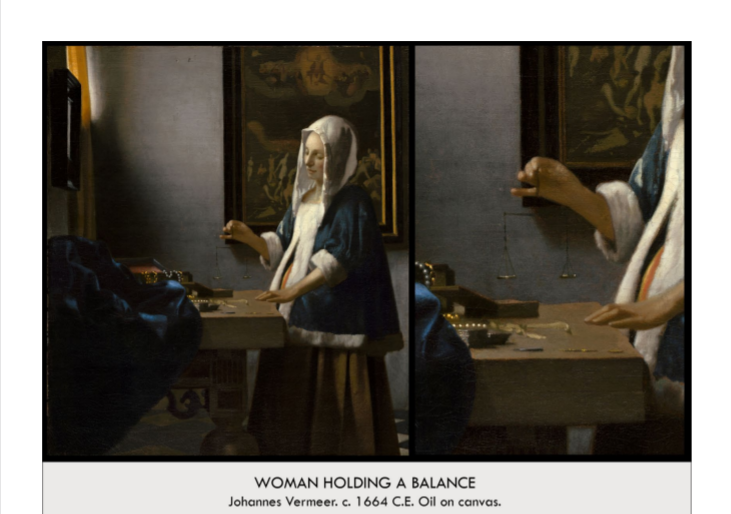 WOMAN HOLDING A BALANCE
Johannes Vermeer. c. 1664 C.E. Oil on canvas.